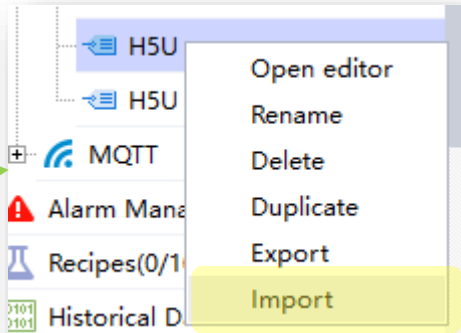 H5U
H5U
MQTT
Alarm Mana
Recipes(0/1
Historical D
Open editor
Rename
Delete
Duplicate
Export
Import